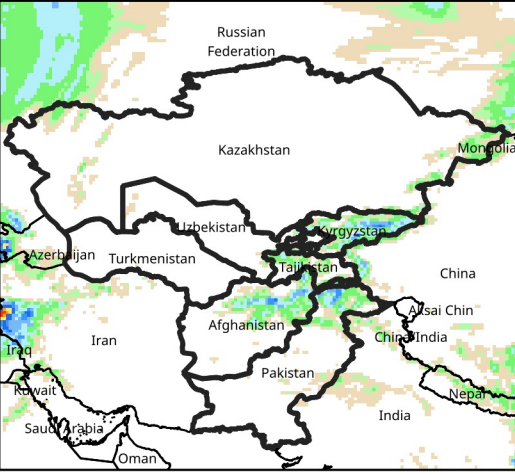 Russian
Federation
Kazakhstan
Mongolia
Uzbekistan
Kyrgyzstan
Azerbaijan
Turkmenistan
Tajikistan
China
Aksai Chin
Afghanistan
Iran
China/India
Iraq
Pakistan
Kuwait
Nepal
India
Saudi Arabia
Oman